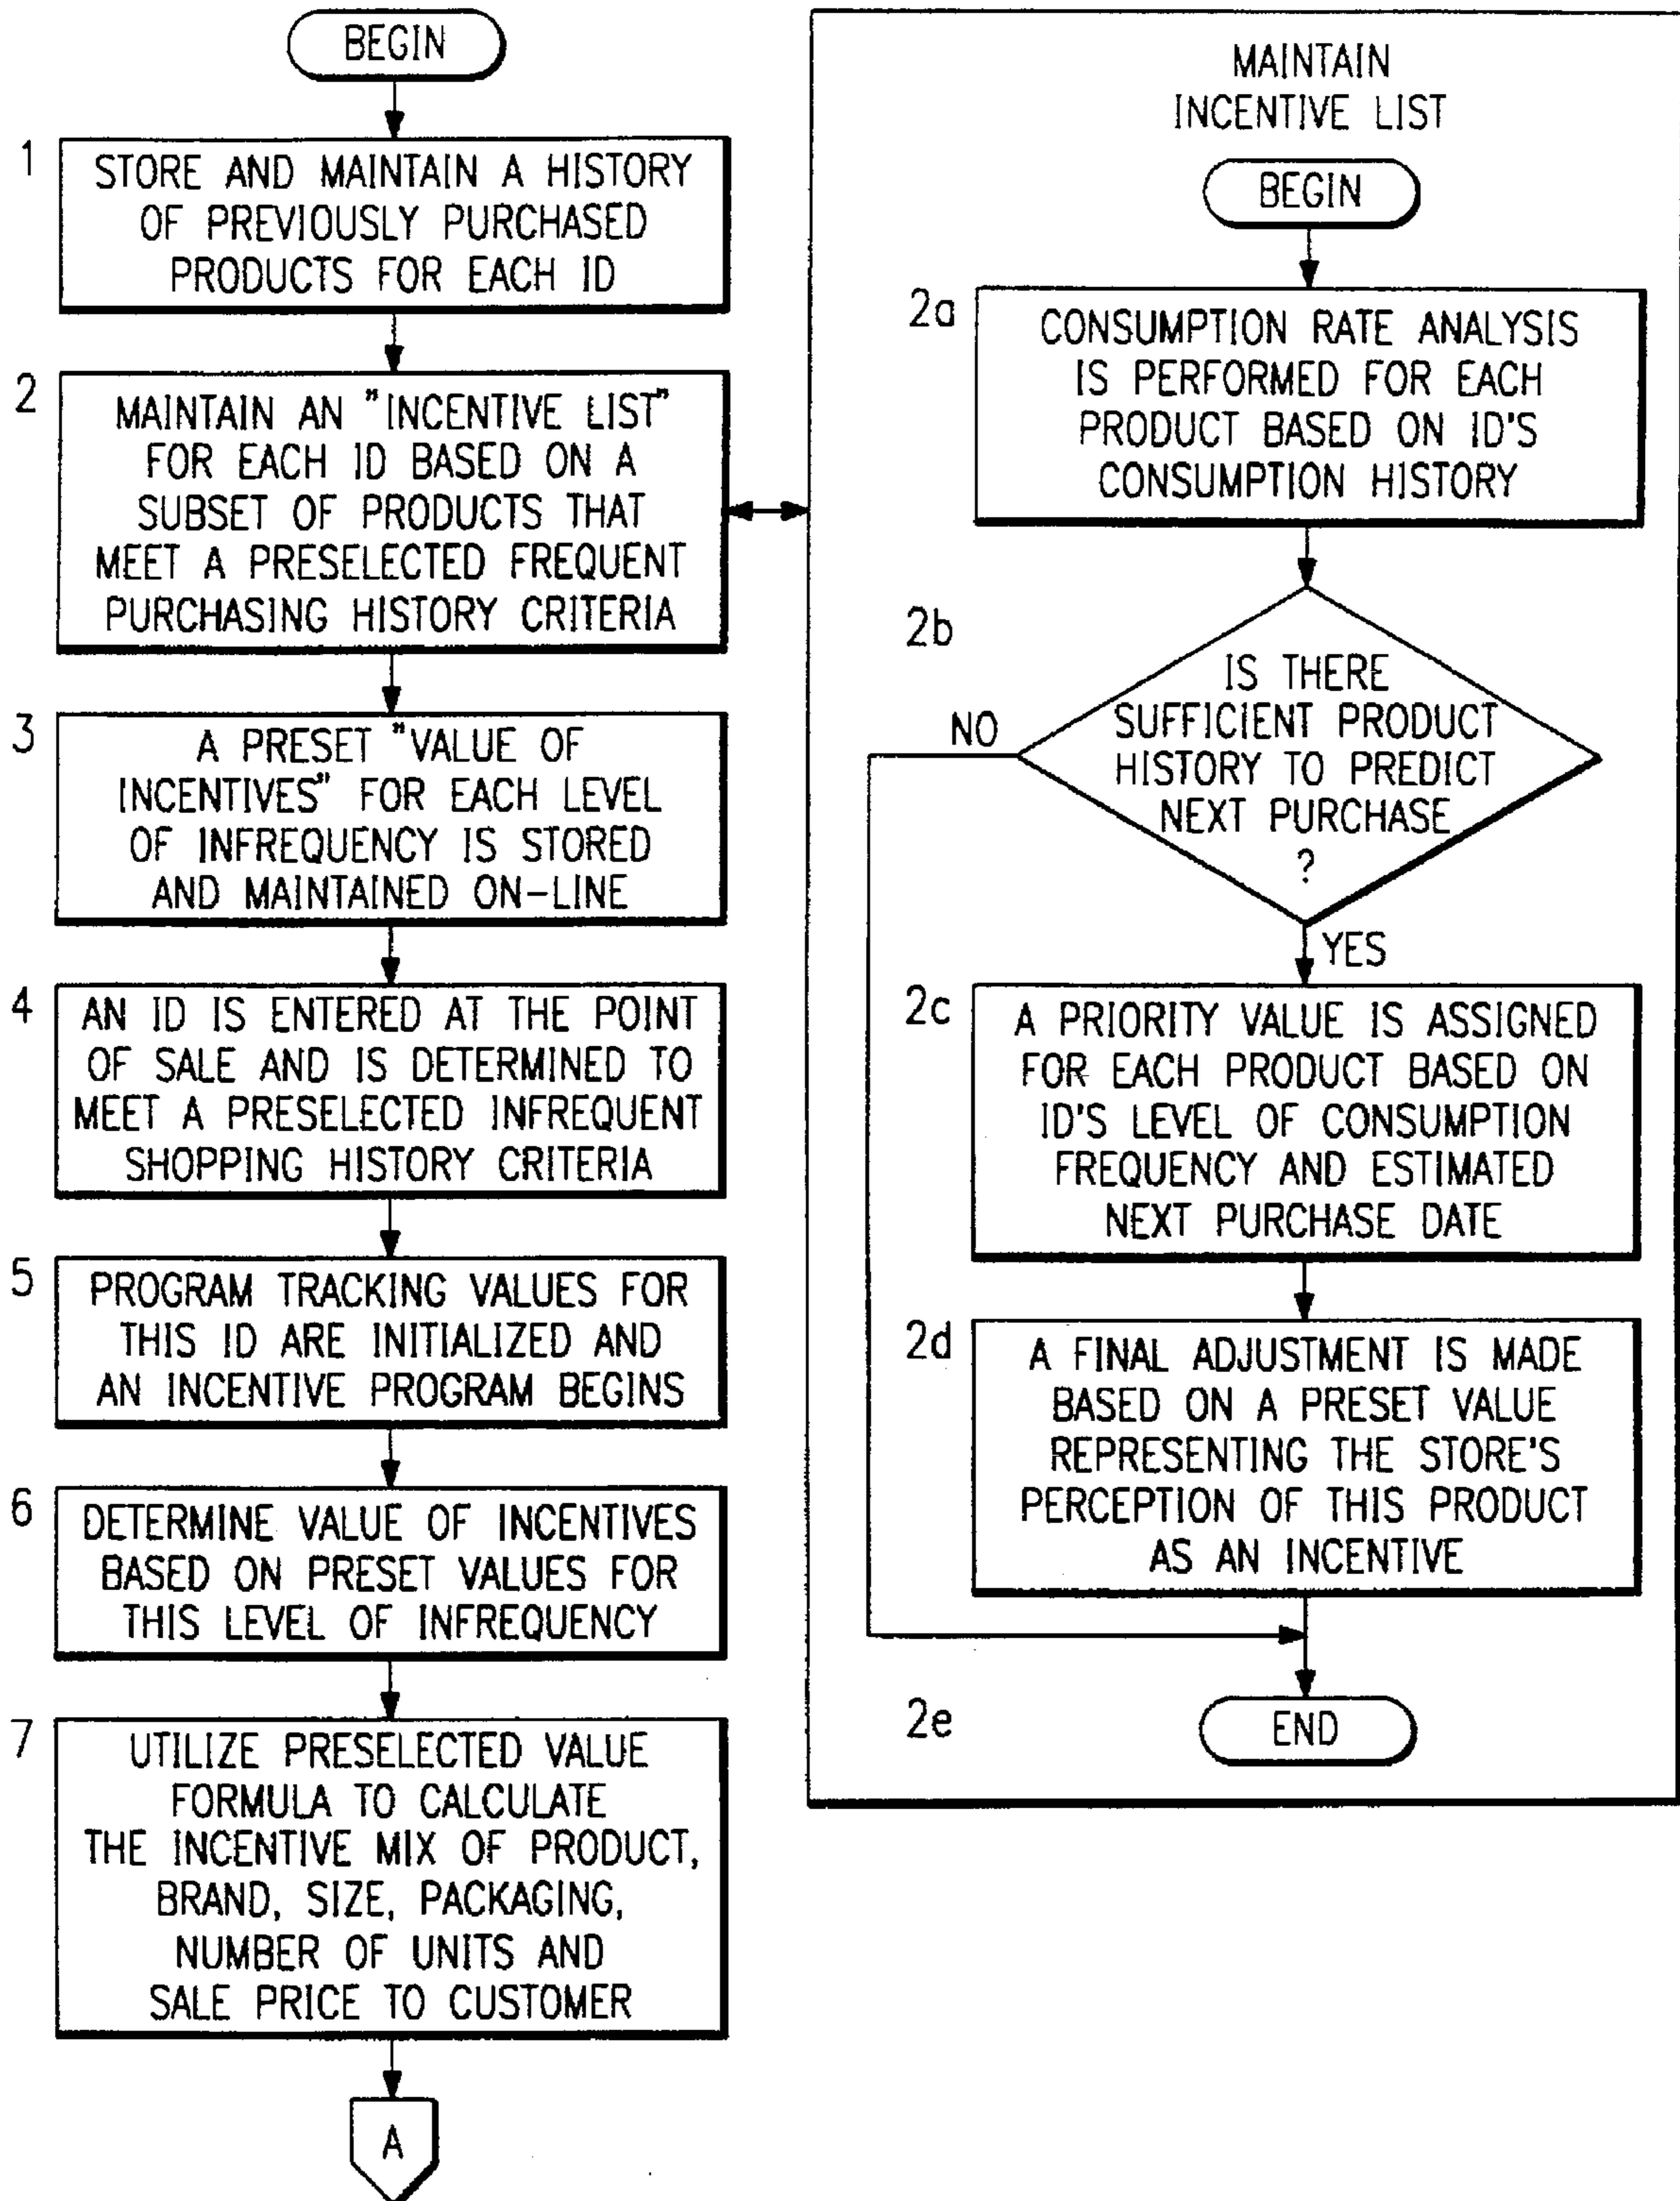 BEGIN
1
STORE AND MAINTAIN A HISTORY
OF PREVIOUSLY PURCHASED
PRODUCTS FOR EACH ID
2
MAINTAIN AN "INCENTIVE LIST"
FOR EACH ID BASED ON A
SUBSET OF PRODUCTS THAT
MEET A PRESELECTED FREQUENT
PURCHASING HISTORY CRITERIA
3
A PRESET "VALUE OF
INCENTIVES" FOR EACH LEVEL
OF INFREQUENCY IS STORED
AND MAINTAINED ON-LINE
4
AN ID IS ENTERED AT THE POINT
OF SALE AND IS DETERMINED TO
MEET A PRESELECTED INFREQUENT
SHOPPING HISTORY CRITERIA
5
PROGRAM TRACKING VALUES FOR
THIS ID ARE INITIALIZED AND
AN INCENTIVE PROGRAM BEGINS
6
DETERMINE VALUE OF INCENTIVES
BASED ON PRESET VALUES FOR
THIS LEVEL OF INFREQUENCY
7
UTILIZE PRESELECTED VALUE
FORMULA TO CALCULATE
THE INCENTIVE MIX OF PRODUCT,
BRAND, SIZE, PACKAGING,
NUMBER OF UNITS AND
SALE PRICE TO CUSTOMER
A
MAINTAIN
INCENTIVE LIST
BEGIN
2a
CONSUMPTION RATE ANALYSIS
IS PERFORMED FOR EACH
PRODUCT BASED ON ID'S
CONSUMPTION HISTORY
2b
IS THERE
SUFFICIENT PRODUCT
HISTORY TO PREDICT
NEXT PURCHASE
?
NO
YES
2c
A PRIORITY VALUE IS ASSIGNED
FOR EACH PRODUCT BASED ON
ID'S LEVEL OF CONSUMPTION
FREQUENCY AND ESTIMATED
NEXT PURCHASE DATE
2d
A FINAL ADJUSTMENT IS MADE
BASED ON A PRESET VALUE
REPRESENTING THE STORE'S
PERCEPTION OF THIS PRODUCT
AS AN INCENTIVE
2e
END